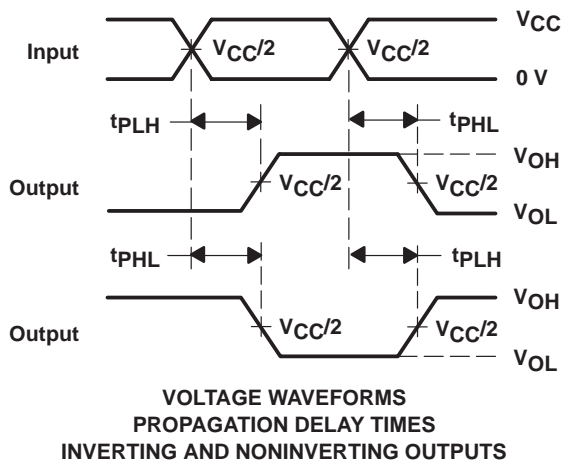 VCC
Input VCC/2 VCC/2
0 V
tPLH tPHL
VOH
Output VCC/2 VCC/2
VOL
tPHL tPLH
VOH
Output VCC/2 VCC/2
VOL
VOLTAGE WAVEFORMS
PROPAGATION DELAY TIMES
INVERTING AND NONINVERTING OUTPUTS